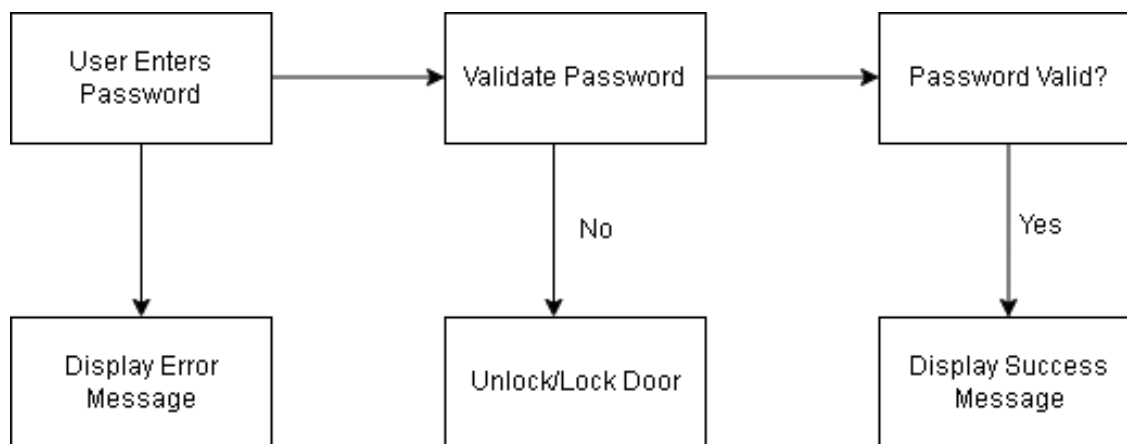 User Enters
Password
Validate Password
Password Valid?
No
Yes
Display Error
Message
Unlock/Lock Door
Display Success
Message